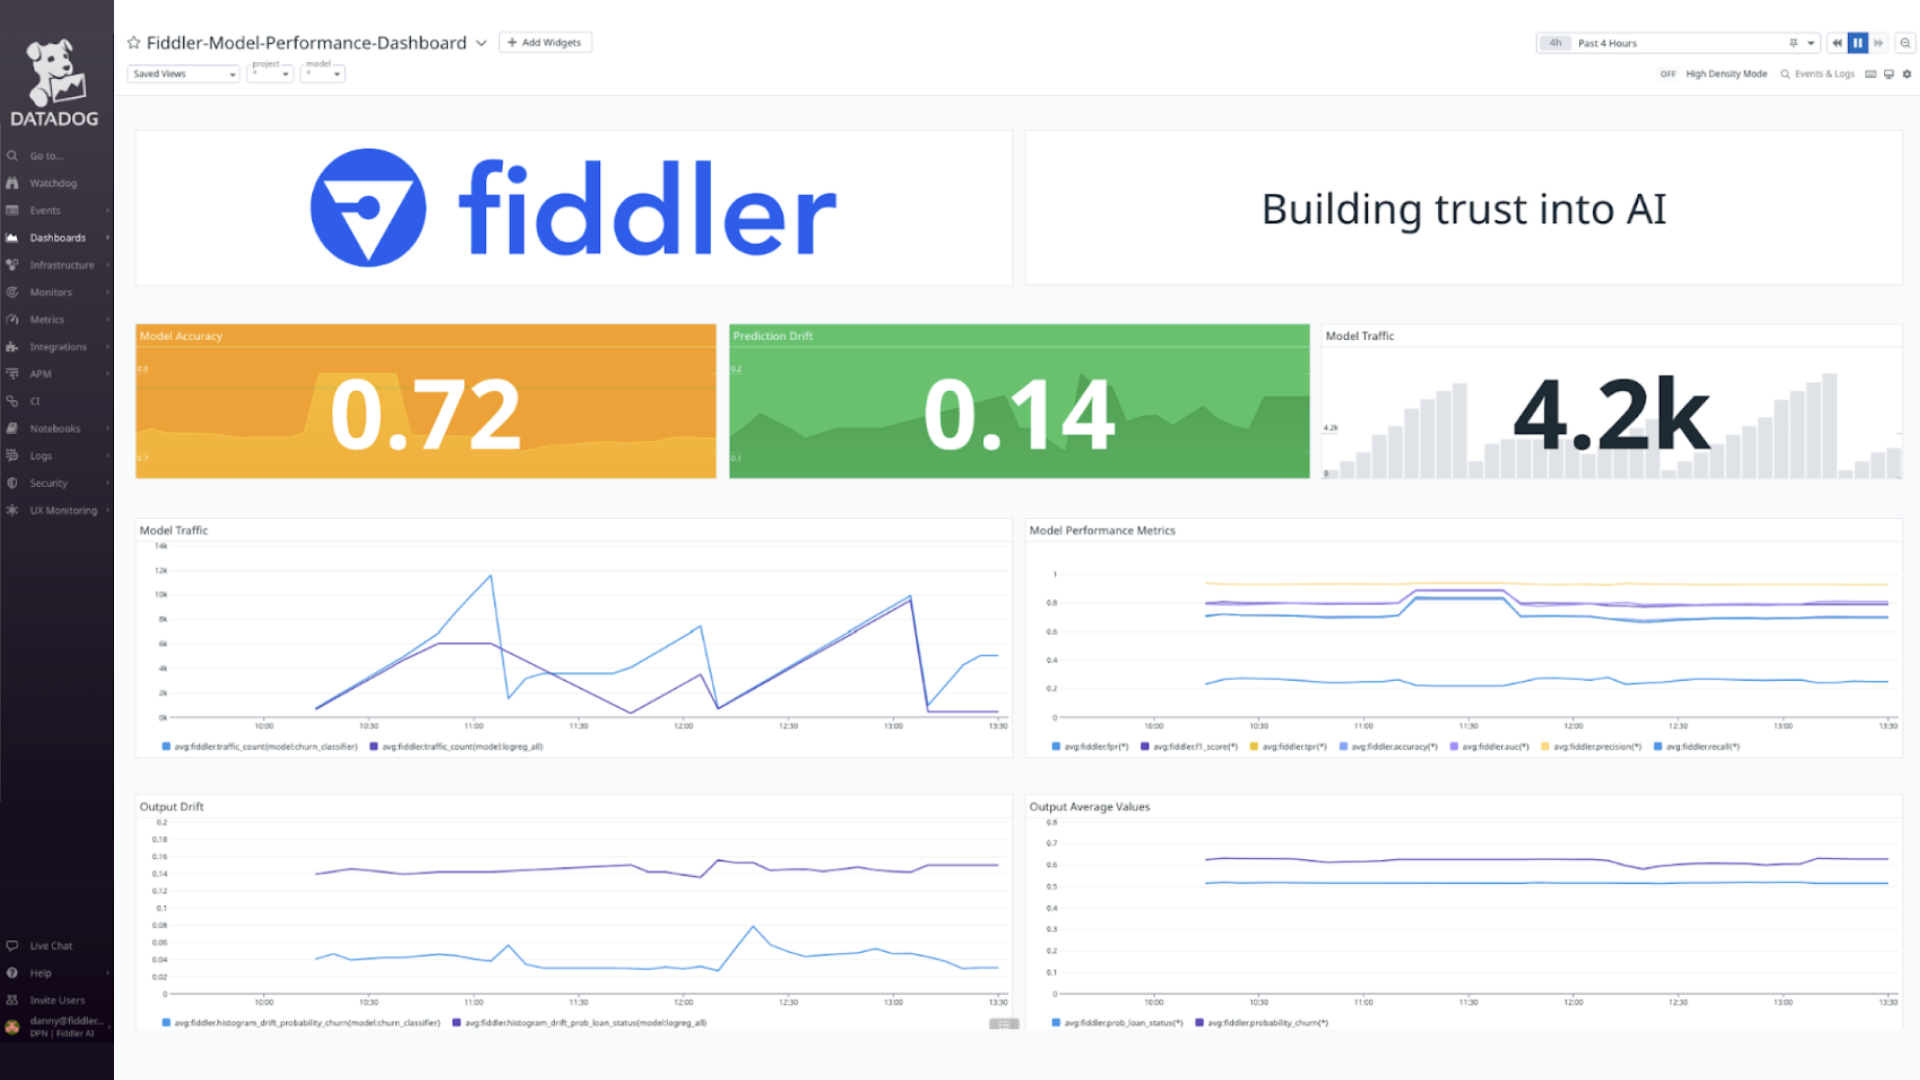 DATADOG
Go to...
Watchdog
Events
Dashboards
Infrastructure
Monitors
Metrics
Integrations
APM
CI
Notebooks
Logs
Security
UX Monitoring
Live Chat
Help
Invite Users
danny@fiddler...
DPN | Fiddler AI
Fiddler-Model-Performance-Dashboard
+ Add Widgets
4h Past 4 Hours
Saved Views
project
*
model
*
OFF High Density Mode Events & Logs
fiddler
Building trust into AI
Model Accuracy
0.8
0.72
0.7
Prediction Drift
0.2
0.14
0.1
Model Traffic
4.2k
4.2k
0
Model Traffic
14k
12k
10k
8k
6k
4k
2k
0k
10:00 10:30 11:00 11:30 12:00 12:30 13:00 13:30
avg:fiddler.traffic_count(model:churn_classifier) avg:fiddler.traffic_count(model:logreg_all)
Model Performance Metrics
1
0.8
0.6
0.4
0.2
0
10:00 10:30 11:00 11:30 12:00 12:30 13:00 13:30
avg:fiddler.fpr(*) avg:fiddler.f1_score(*) avg:fiddler.tpr(*) avg:fiddler.accuracy(*) avg:fiddler.auc(*) avg:fiddler.precision(*) avg:fiddler.recall(*)
Output Drift
0.2
0.18
0.16
0.14
0.12
0.1
0.08
0.06
0.04
0.02
0
10:00 10:30 11:00 11:30 12:00 12:30 13:00 13:30
avg:fiddler.histogram_drift_probability_churn(model:churn_classifier) avg:fiddler.histogram_drift_prob_loan_status(model:logreg_all)
Output Average Values
0.8
0.7
0.6
0.5
0.4
0.3
0.2
0.1
0
10:00 10:30 11:00 11:30 12:00 12:30 13:00 13:30
avg:fiddler.prob_loan_status(*) avg:fiddler.probability_churn(*)